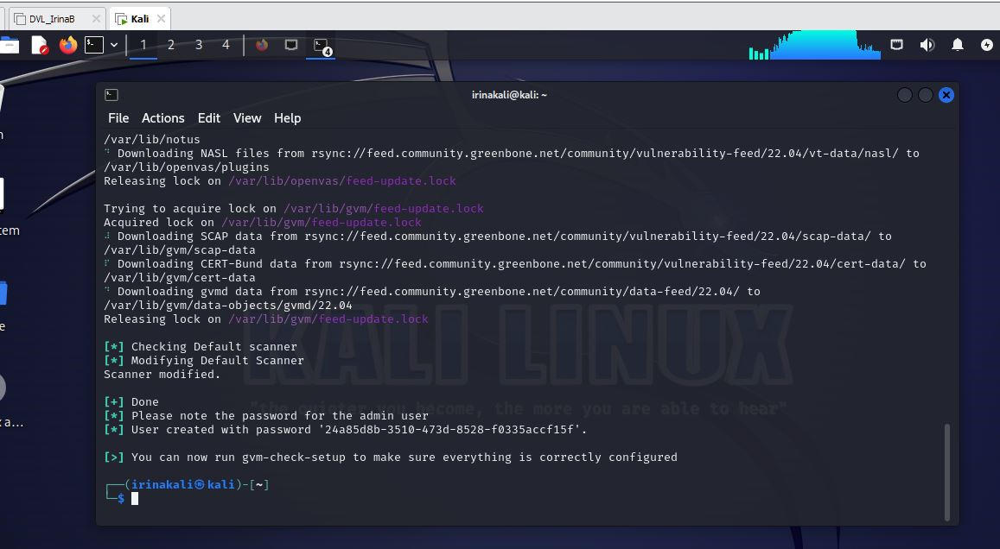 DVL_IrinaB
Kali
1 2 3 4
4
irinakali@kali: ~
File Actions Edit View Help
/var/lib/notus
Downloading NASL files from rsync://feed.community.greenbone.net/community/vulnerability-feed/22.04/vt-data/nasl/ to
/var/lib/openvas/plugins
Releasing lock on /var/lib/openvas/feed-update.lock
Trying to acquire lock on /var/lib/gvm/feed-update.lock
Acquired lock on /var/lib/gvm/feed-update.lock
Downloading SCAP data from rsync://feed.community.greenbone.net/community/vulnerability-feed/22.04/scap-data/ to
/var/lib/gvm/scap-data
Downloading CERT-Bund data from rsync://feed.community.greenbone.net/community/vulnerability-feed/22.04/cert-data/ to
/var/lib/gvm/cert-data
Downloading gvmd data from rsync://feed.community.greenbone.net/community/data-feed/22.04/ to
/var/lib/gvm/data-objects/gvmd/22.04
Releasing lock on /var/lib/gvm/feed-update.lock
KALI LINUX
[*] Checking Default scanner
[*] Modifying Default Scanner
Scanner modified.
[+] Done
"the quieter you become, the more you are able to hear"
[*] Please note the password for the admin user
[*] User created with password '24a85d8b-3510-473d-8528-f0335accf15f'.
[>] You can now run gvm-check-setup to make sure everything is correctly configured
┌──(irinakali㉿kali)-[~]
└─$